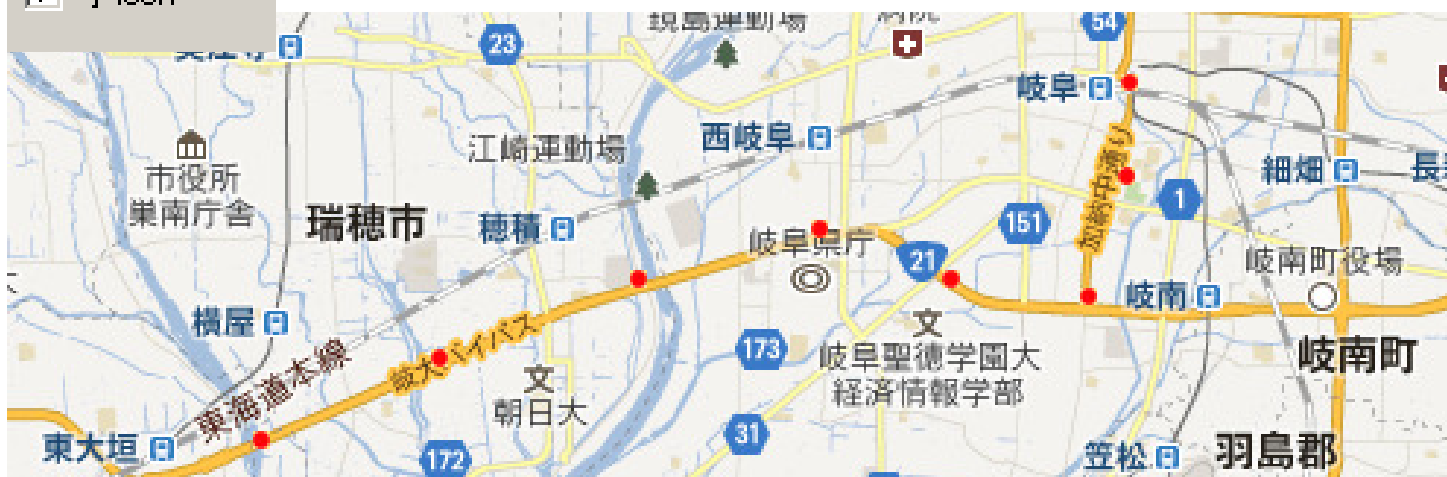 鏡島運動場
病院
54
23
岐阜
西岐阜
江崎運動場
市役所
巣南庁舎
細畑
1
瑞穂市
穂積
151
岐阜県庁
21
岐南町役場
横屋
岐南
文
173
岐阜聖徳学園大
経済情報学部
岐南町
岐大バイパス
東海道本線
文
朝日大
31
東大垣
172
笠松
羽島郡